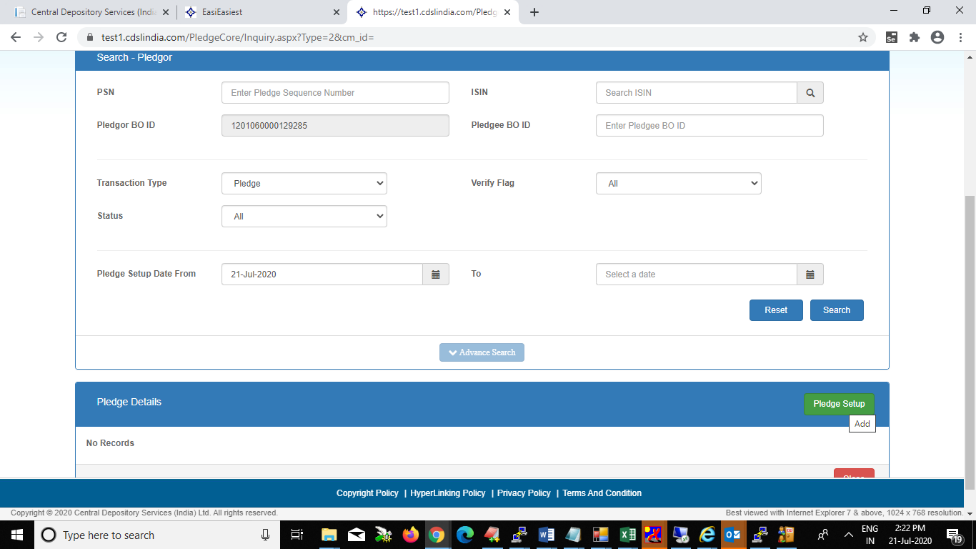 Central Depository Services (Indi
EasiEasiest
https://test1.cdslindia.com/Pledg
test1.cdslindia.com/PledgeCore/Inquiry.aspx?Type=2&cm_id=
Search - Pledgor
PSN
Enter Pledge Sequence Number
ISIN
Search ISIN
Pledgor BO ID
1201060000129285
Pledgee BO ID
Enter Pledgee BO ID
Transaction Type
Pledge
Verify Flag
All
Status
All
Pledge Setup Date From
21-Jul-2020
To
Select a date
Reset
Search
Advance Search
Pledge Details
Pledge Setup
Add
No Records
Copyright Policy | HyperLinking Policy | Privacy Policy | Terms And Condition
Copyright © 2020 Central Depository Services (India) Ltd. All rights reserved.
Best viewed with Internet Explorer 7 & above, 1024 x 768 resolution.
Type here to search
ENG
IN
2:22 PM
21-Jul-2020
19